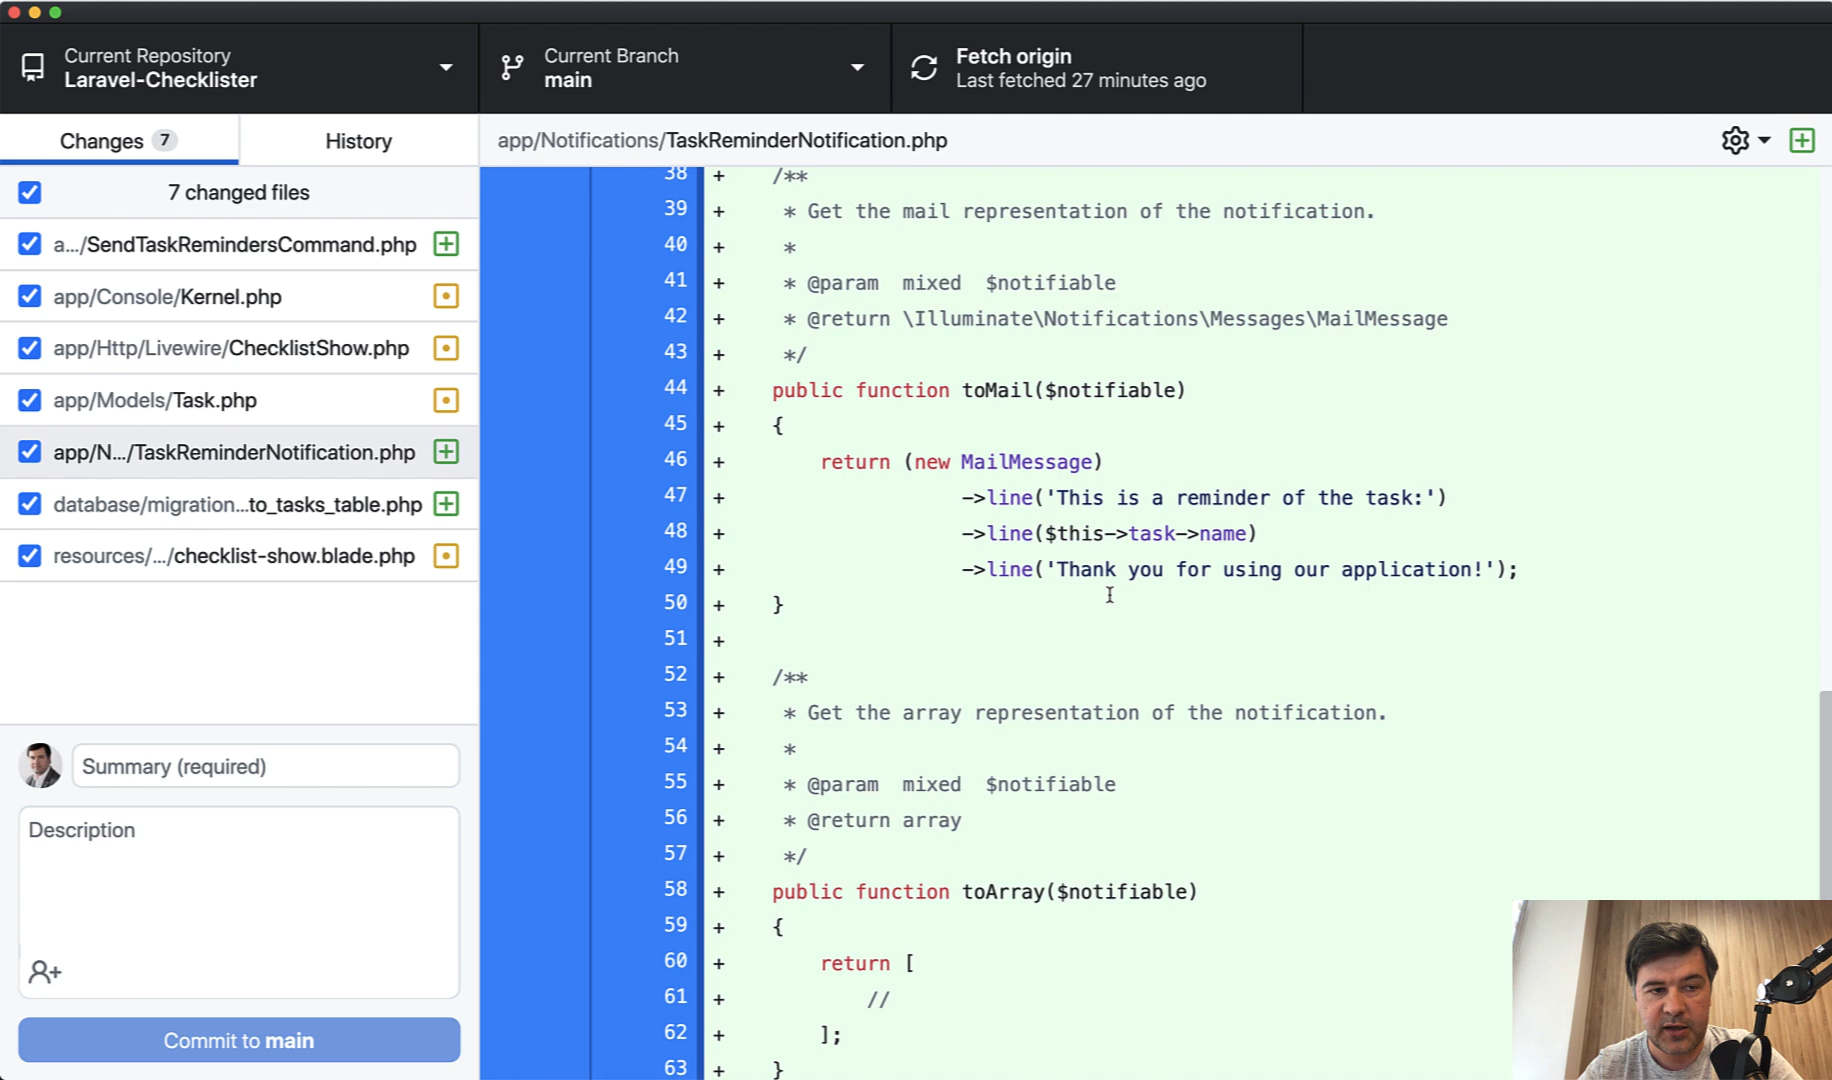 Current Repository
Laravel-Checklister
Current Branch
main
Fetch origin
Last fetched 27 minutes ago
Changes 7
History
app/Notifications/TaskReminderNotification.php
7 changed files
a.../SendTaskRemindersCommand.php
app/Console/Kernel.php
app/Http/Livewire/ChecklistShow.php
app/Models/Task.php
app/N.../TaskReminderNotification.php
database/migration...to_tasks_table.php
resources/.../checklist-show.blade.php
Summary (required)
Description
Commit to main
38 + /**
39 + * Get the mail representation of the notification.
40 + *
41 + * @param  mixed  $notifiable
42 + * @return \Illuminate\Notifications\Messages\MailMessage
43 + */
44 + public function toMail($notifiable)
45 + {
46 + return (new MailMessage)
47 + ->line('This is a reminder of the task:')
48 + ->line($this->task->name)
49 + ->line('Thank you for using our application!');
50 + }
51 +
52 + /**
53 + * Get the array representation of the notification.
54 + *
55 + * @param  mixed  $notifiable
56 + * @return array
57 + */
58 + public function toArray($notifiable)
59 + {
60 + return [
61 + //
62 + ];
63 + }